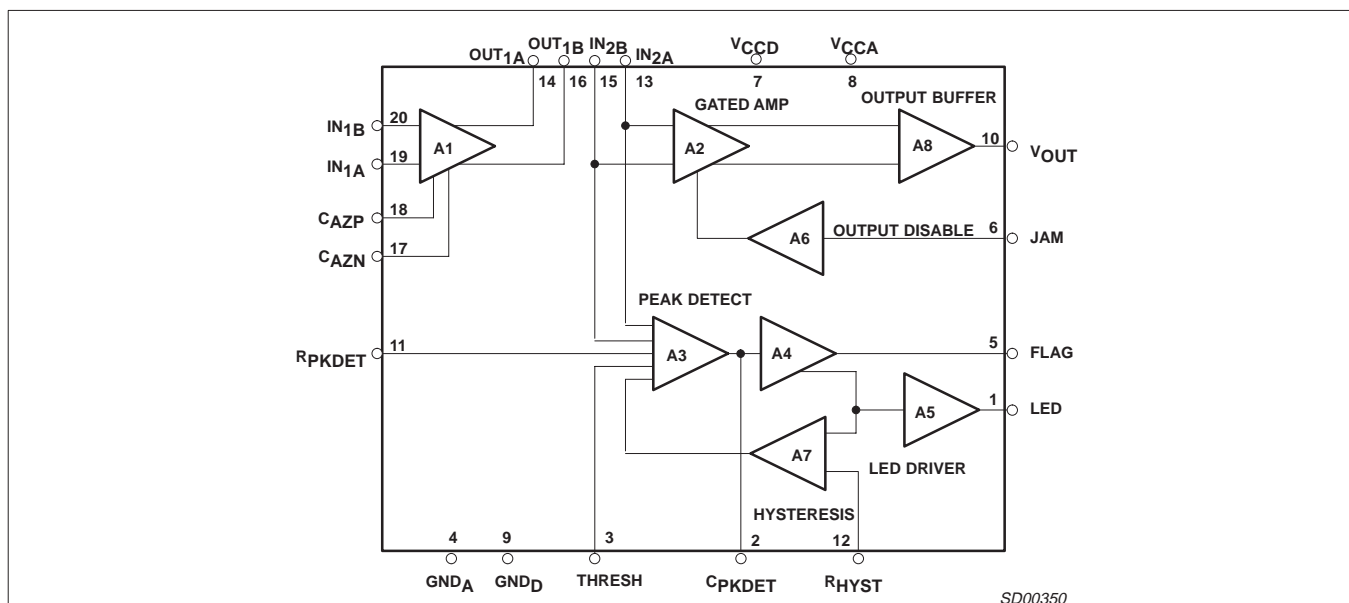 OUT1A OUT1B IN2B IN2A VCCD VCCA
14 16 15 13 7 8
GATED AMP OUTPUT BUFFER
IN1B 20
A1 A2 A8 10 VOUT
IN1A 19
CAZP 18
A6 OUTPUT DISABLE 6 JAM
CAZN 17
PEAK DETECT
RPKDET 11 A3 A4 5 FLAG
A5 1 LED
A7 LED DRIVER
HYSTERESIS
4 9 3 2 12
GNDA GNDD THRESH CPKDET RHYST
SD00350